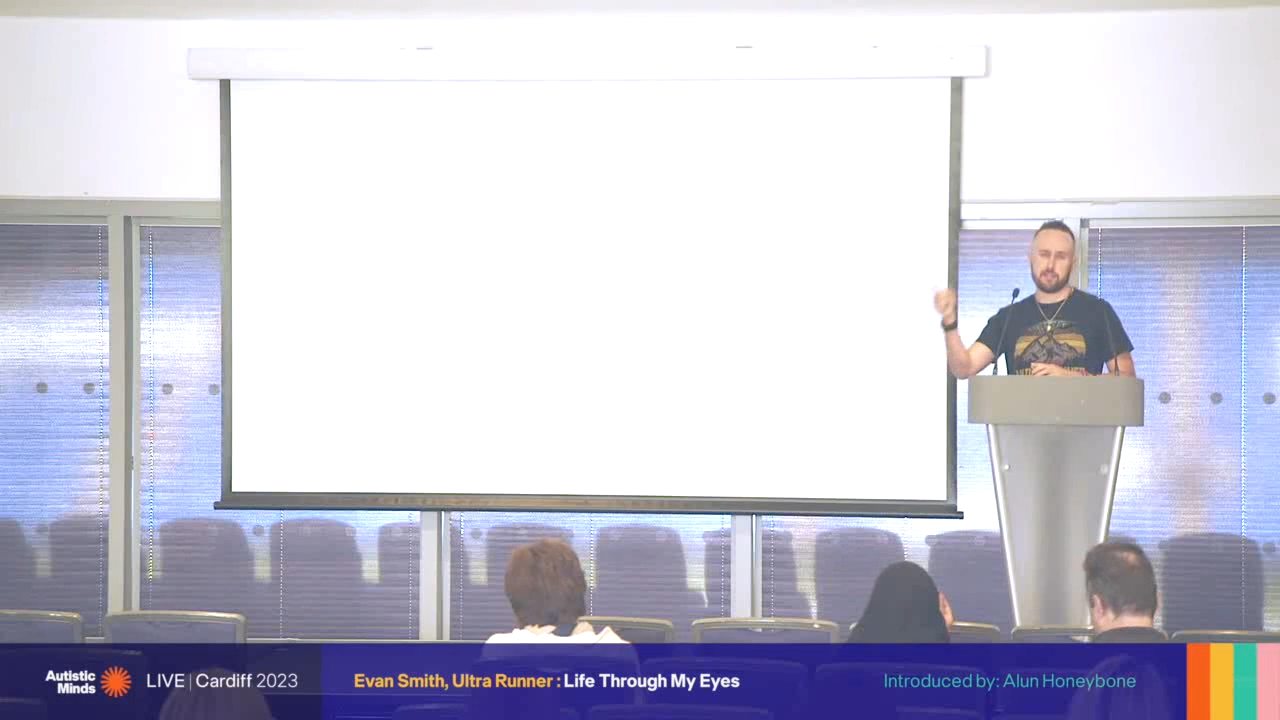 Autistic
Minds
LIVE | Cardiff 2023
Evan Smith, Ultra Runner : Life Through My Eyes
Introduced by: Alun Honeybone